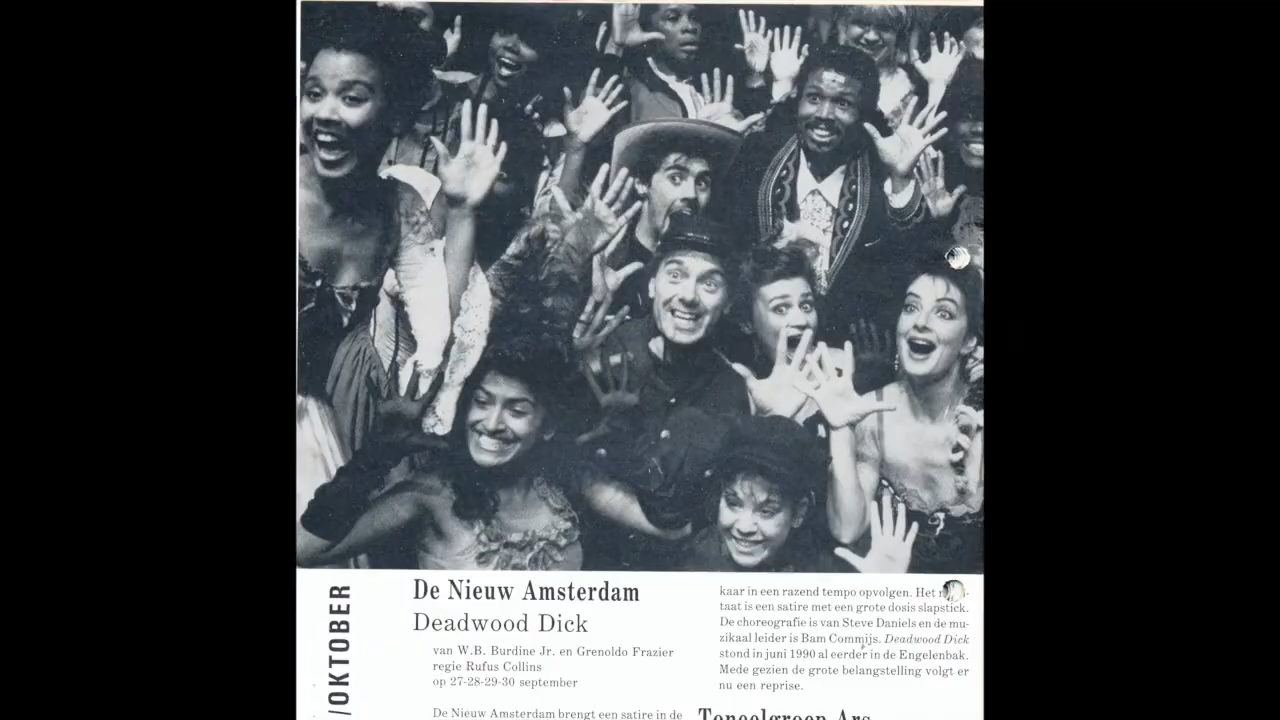 /OKTOBER
De Nieuw Amsterdam
Deadwood Dick
van W.B. Burdine Jr. en Grenoldo Frazier
regie Rufus Collins
op 27-28-29-30 september
De Nieuw Amsterdam brengt een satire in de
kaar in een razend tempo opvolgen. Het
taat is een satire met een grote dosis slapstick.
De choreografie is van Steve Daniels en de mu-
zikaal leider is Bam Commijs. Deadwood Dick
stond in juni 1990 al eerder in de Engelenbak.
Mede gezien de grote belangstelling volgt er
nu een reprise.
Toneelgroep Ars